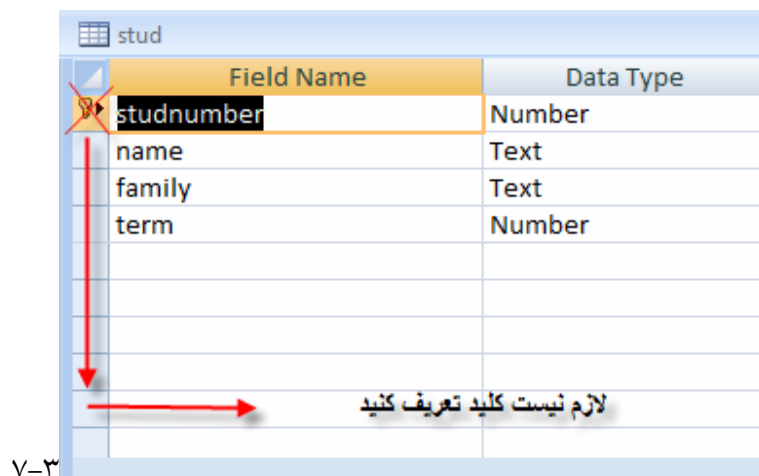 stud
Field Name Data Type
studnumber Number
name Text
family Text
term Number
لازم نیست کلید تعریف کنید
۷-۳